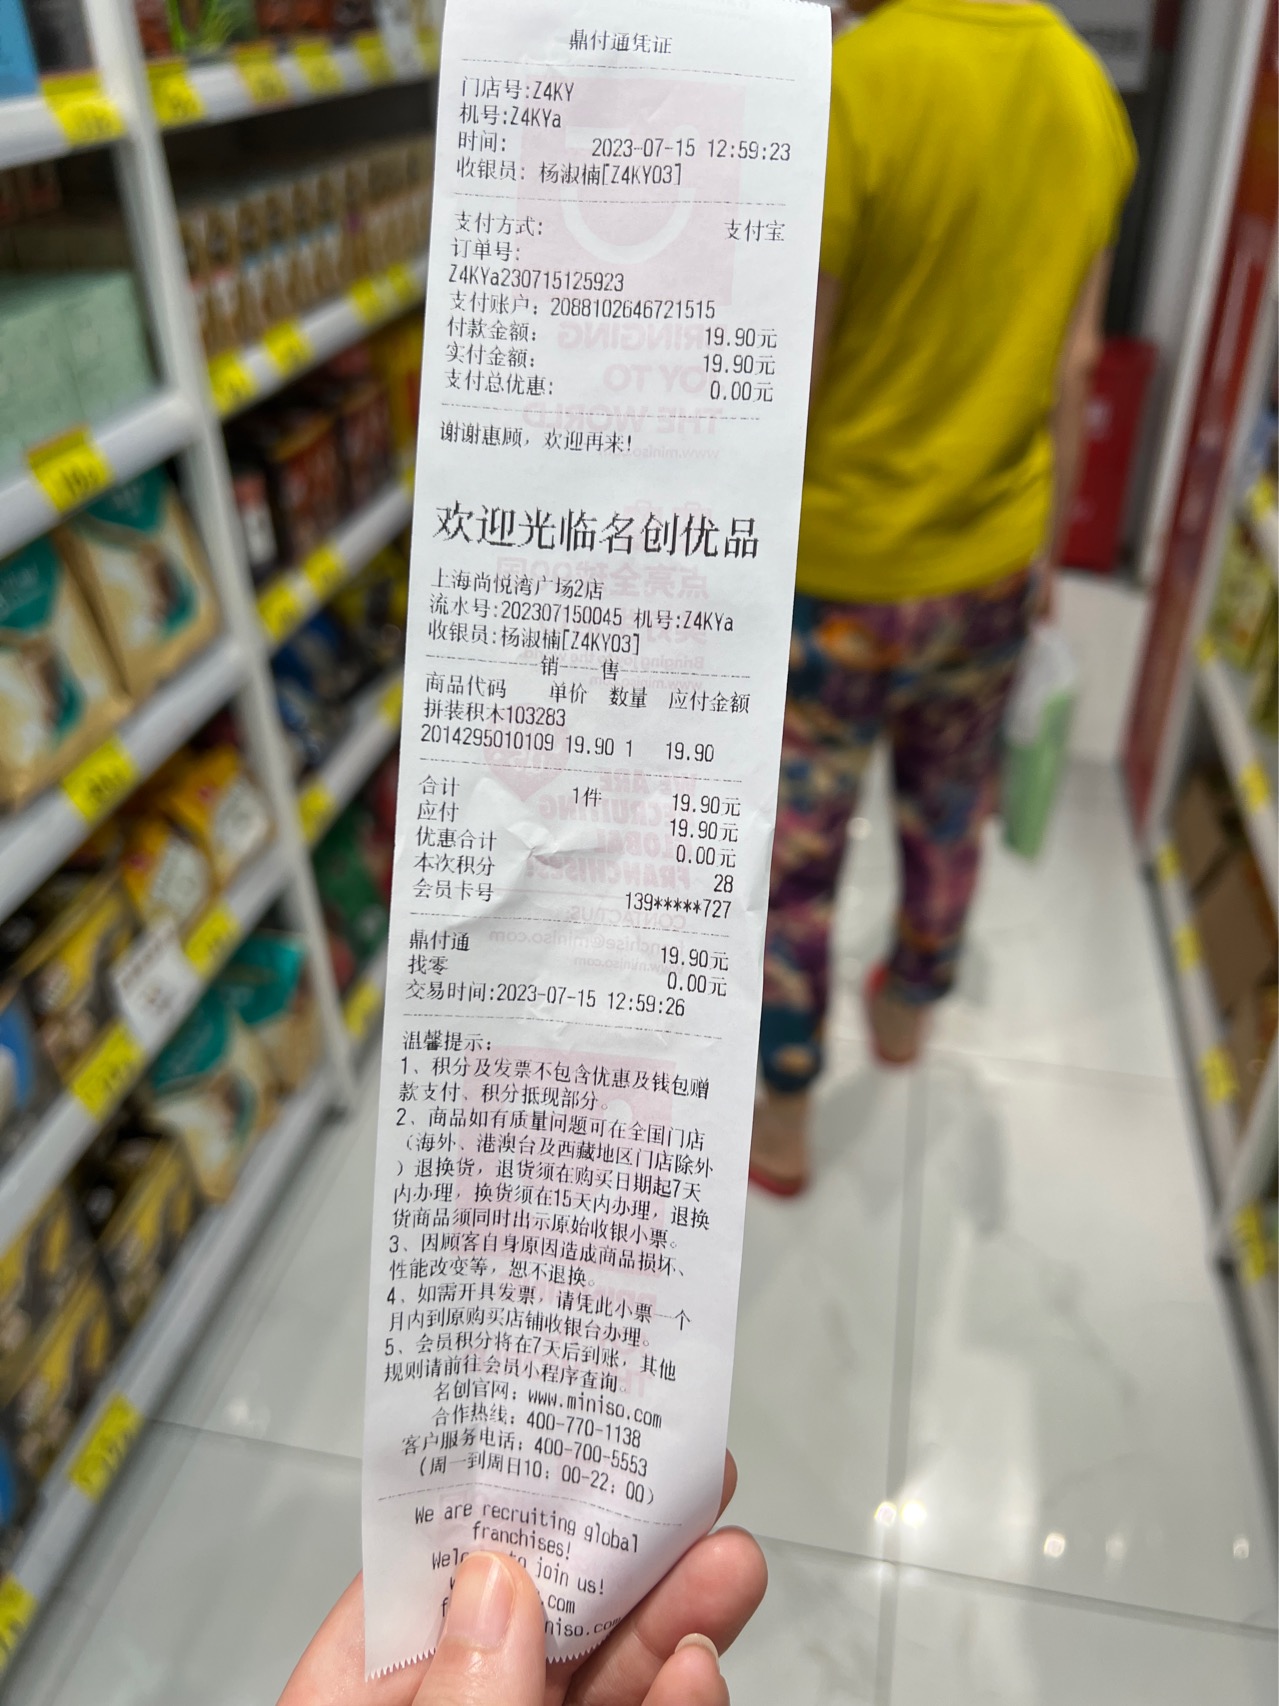 鼎付通凭证
门店号:Z4KY
机号:Z4KYa
时间: 2023-07-15 12:59:23
收银员: 杨淑楠[Z4KY03]
支付方式: 支付宝
订单号:
Z4KYa230715125923
支付账户: 2088102646721515
付款金额: 19.90元
实付金额: 19.90元
支付总优惠: 0.00元
谢谢惠顾, 欢迎再来!
欢迎光临名创优品
上海尚悦湾广场2店
流水号:202307150045 机号:Z4KYa
收银员:杨淑楠[Z4KY03]
销 售
商品代码 单价 数量 应付金额
拼装积木103283
2014295010109 19.90 1 19.90
合计 1件 19.90元
应付 19.90元
优惠合计 0.00元
本次积分 28
会员卡号 139*****727
鼎付通 19.90元
找零 0.00元
交易时间:2023-07-15 12:59:26
温馨提示:
1、积分及发票不包含优惠及钱包赠
款支付、积分抵现部分。
2、商品如有质量问题可在全国门店
(海外、港澳台及西藏地区门店除外
)退换货, 退货须在购买日期起7天
内办理, 换货须在15天内办理, 退换
货商品须同时出示原始收银小票。
3、因顾客自身原因造成商品损坏、
性能改变等, 恕不退换。
4、如需开具发票, 请凭此小票一个
月内到原购买店铺收银台办理。
5、会员积分将在7天后到账, 其他
规则请前往会员小程序查询。
名创官网: www.miniso.com
合作热线: 400-770-1138
客户服务电话: 400-700-5553
(周一到周日10: 00-22: 00)
We are recruiting global
franchises!
to join us!
.com
niso.com